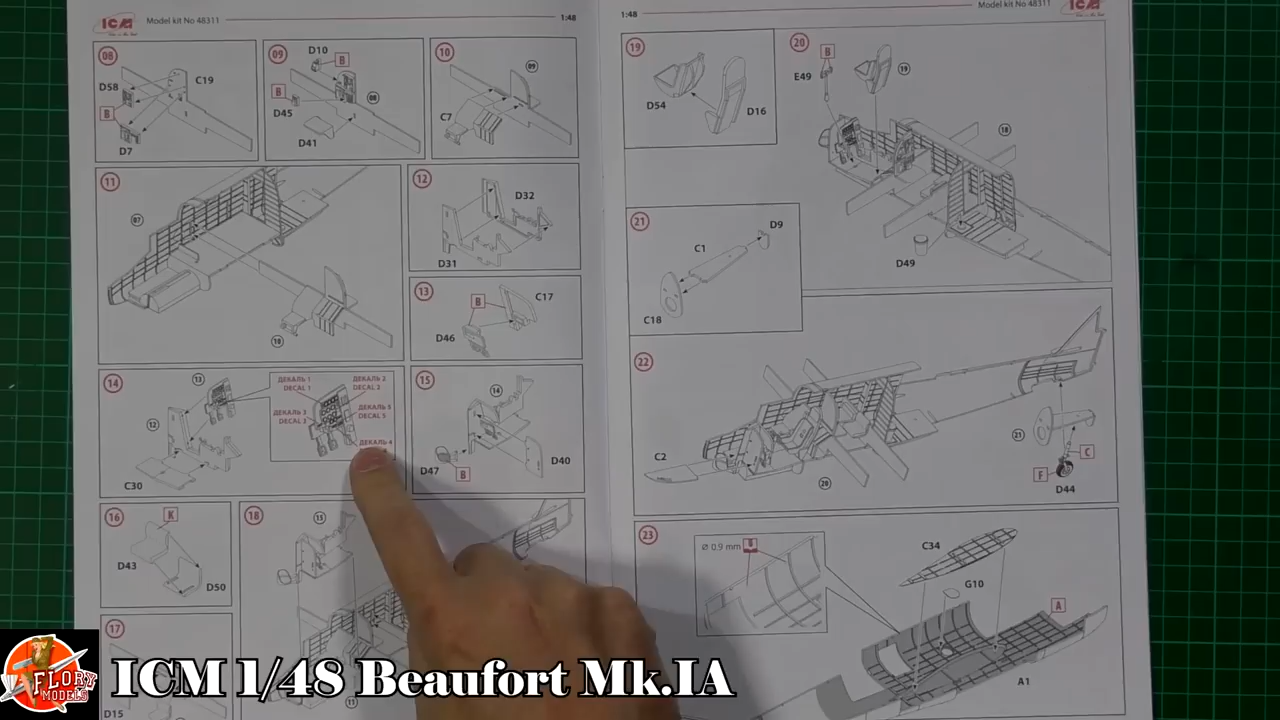 ICM
Model kit No 48311
1:48
08
D58
C19
B
D7
09
D10
B
B
D45
08
D41
10
09
C7
11
07
10
12
D32
D31
13
B
C17
D46
14
13
12
C30
ДЕКАЛЬ 1
DECAL 1
ДЕКАЛЬ 2
DECAL 2
ДЕКАЛЬ 3
DECAL 3
ДЕКАЛЬ 5
DECAL 5
ДЕКАЛЬ 4
15
14
D47
B
D40
16
K
D43
D50
17
D15
18
15
11
1:48
Model kit No 48311
ICM
19
D54
D16
20
B
E49
19
18
D49
21
D9
C1
C18
22
C2
20
21
C
F
D44
23
Ø 0.9 mm
C34
G10
A
A1
FLORY
MODELS
ICM 1/48 Beaufort Mk.IA